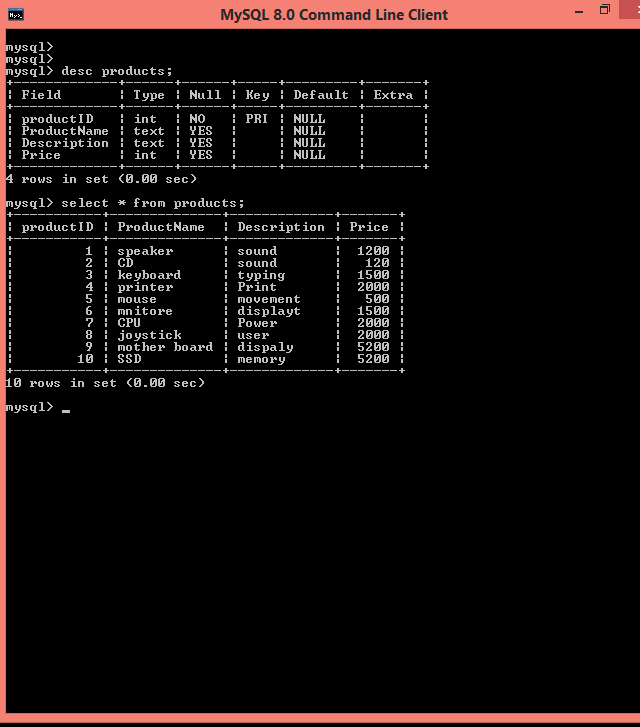 MySQL 8.0 Command Line Client
mysql>
mysql>
mysql> desc products;
+-------------+------+------+-----+---------+-------+
| Field       | Type | Null | Key | Default | Extra |
+-------------+------+------+-----+---------+-------+
| productID   | int  | NO   | PRI | NULL    |       |
| ProductName | text | YES  |     | NULL    |       |
| Description | text | YES  |     | NULL    |       |
| Price       | int  | YES  |     | NULL    |       |
+-------------+------+------+-----+---------+-------+
4 rows in set (0.00 sec)
mysql> select * from products;
+-----------+--------------+-------------+-------+
| productID | ProductName  | Description | Price |
+-----------+--------------+-------------+-------+
|         1 | speaker      | sound       |  1200 |
|         2 | CD           | sound       |   120 |
|         3 | keyboard     | typing      |  1500 |
|         4 | printer      | Print       |  2000 |
|         5 | mouse        | movement    |   500 |
|         6 | mnitore      | displayt    |  1500 |
|         7 | CPU          | Power       |  2000 |
|         8 | joystick     | user        |  2000 |
|         9 | mother board | dispaly     |  5200 |
|        10 | SSD          | memory      |  5200 |
+-----------+--------------+-------------+-------+
10 rows in set (0.00 sec)
mysql> _